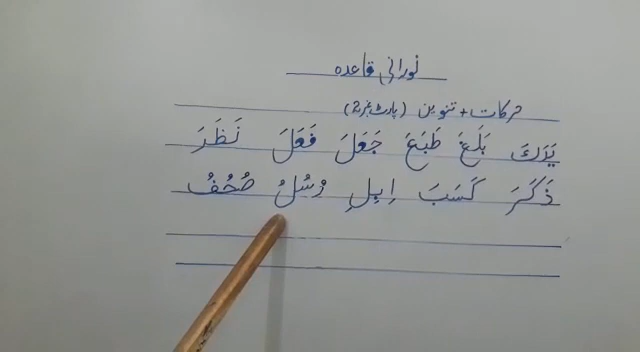 نورانی قاعدہ
حرکات + تنوین (پارٹ نمبر 2)
يَدَكَ بَلَغَ طَبَعَ جَعَلَ فَعَلَ نَظَرَ
ذَكَرَ كَسَبَ اِبِلِ رُسُلُ صُحُفُ